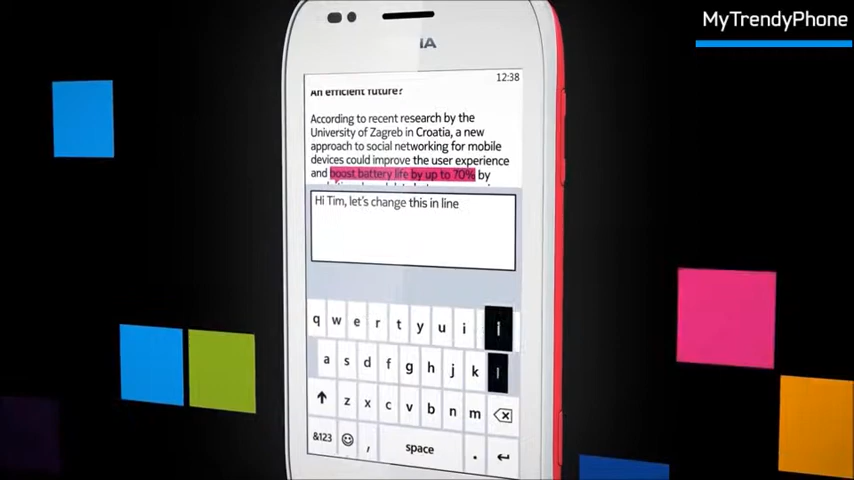 MyTrendyPhone
IA
12:38
An efficient future?
According to recent research by the
University of Zagreb in Croatia, a new
approach to social networking for mobile
devices could improve the user experience
and boost battery life by up to 70% by
Hi Tim, let's change this in line
q w e r t y u i i
a s d f g h j k l
z x c v b n m
&123 , space .